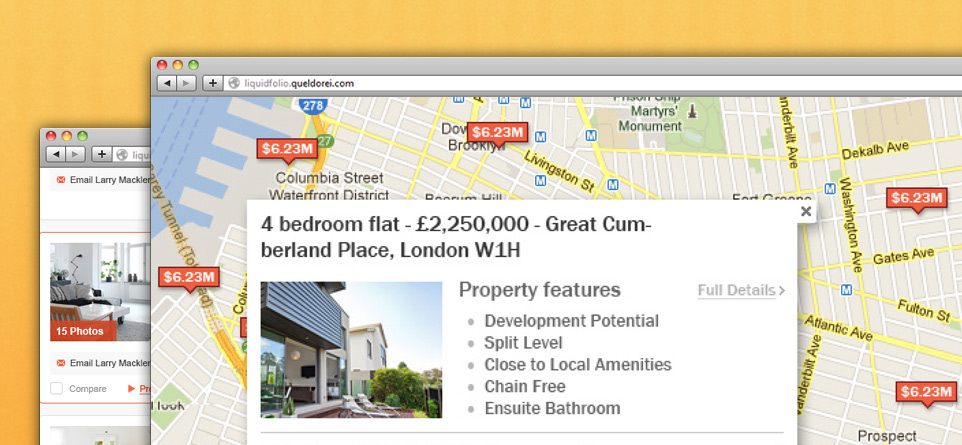 liquidfolio.queldorei.com
liqui
Email Larry Mackler
15 Photos
Email Larry Mackler
Compare
278
27
Prison Ship
Martyrs'
Monument
$6.23M
$6.23M
Brooklyn
Livingston St
Vanderbilt Ave
Dekalb Ave
Columbia Street
Waterfront District
Boerum Hill
Fort Greene
Washington Ave
$6.23M
4 bedroom flat - £2,250,000 - Great Cum-
berland Place, London W1H
Gates Ave
$6.23M
Property features
Full Details
Development Potential
Split Level
Close to Local Amenities
Chain Free
Ensuite Bathroom
Fulton St
Atlantic Ave
Vanderbilt Ave
$6.23M
Prospect
M
M
M
M
M
M
M
M